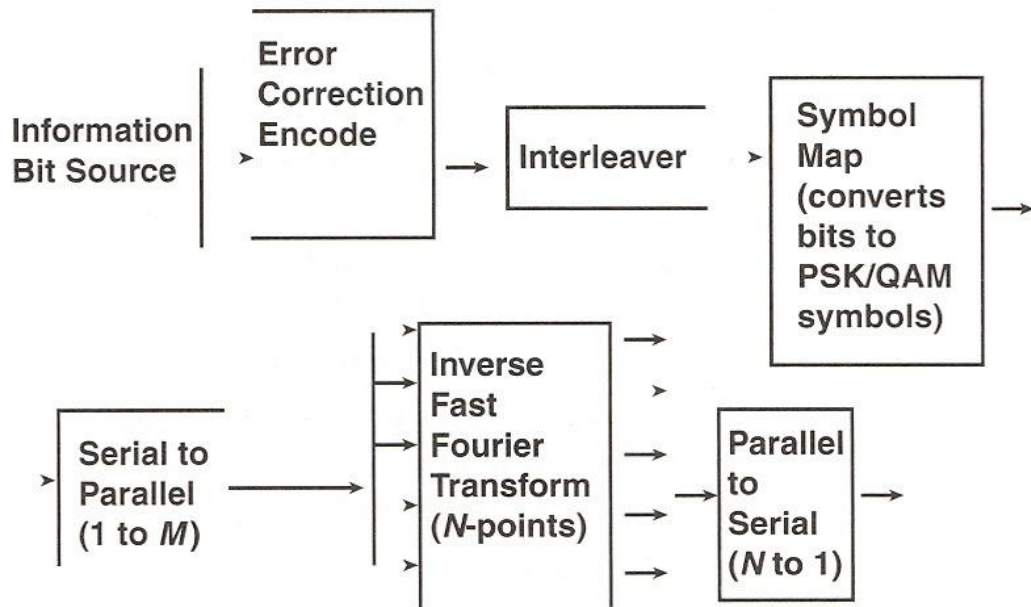 Information
Bit Source
Error
Correction
Encode
Interleaver
Symbol
Map
(converts
bits to
PSK/QAM
symbols)
Serial to
Parallel
(1 to M)
Inverse
Fast
Fourier
Transform
(N-points)
Parallel
to
Serial
(N to 1)